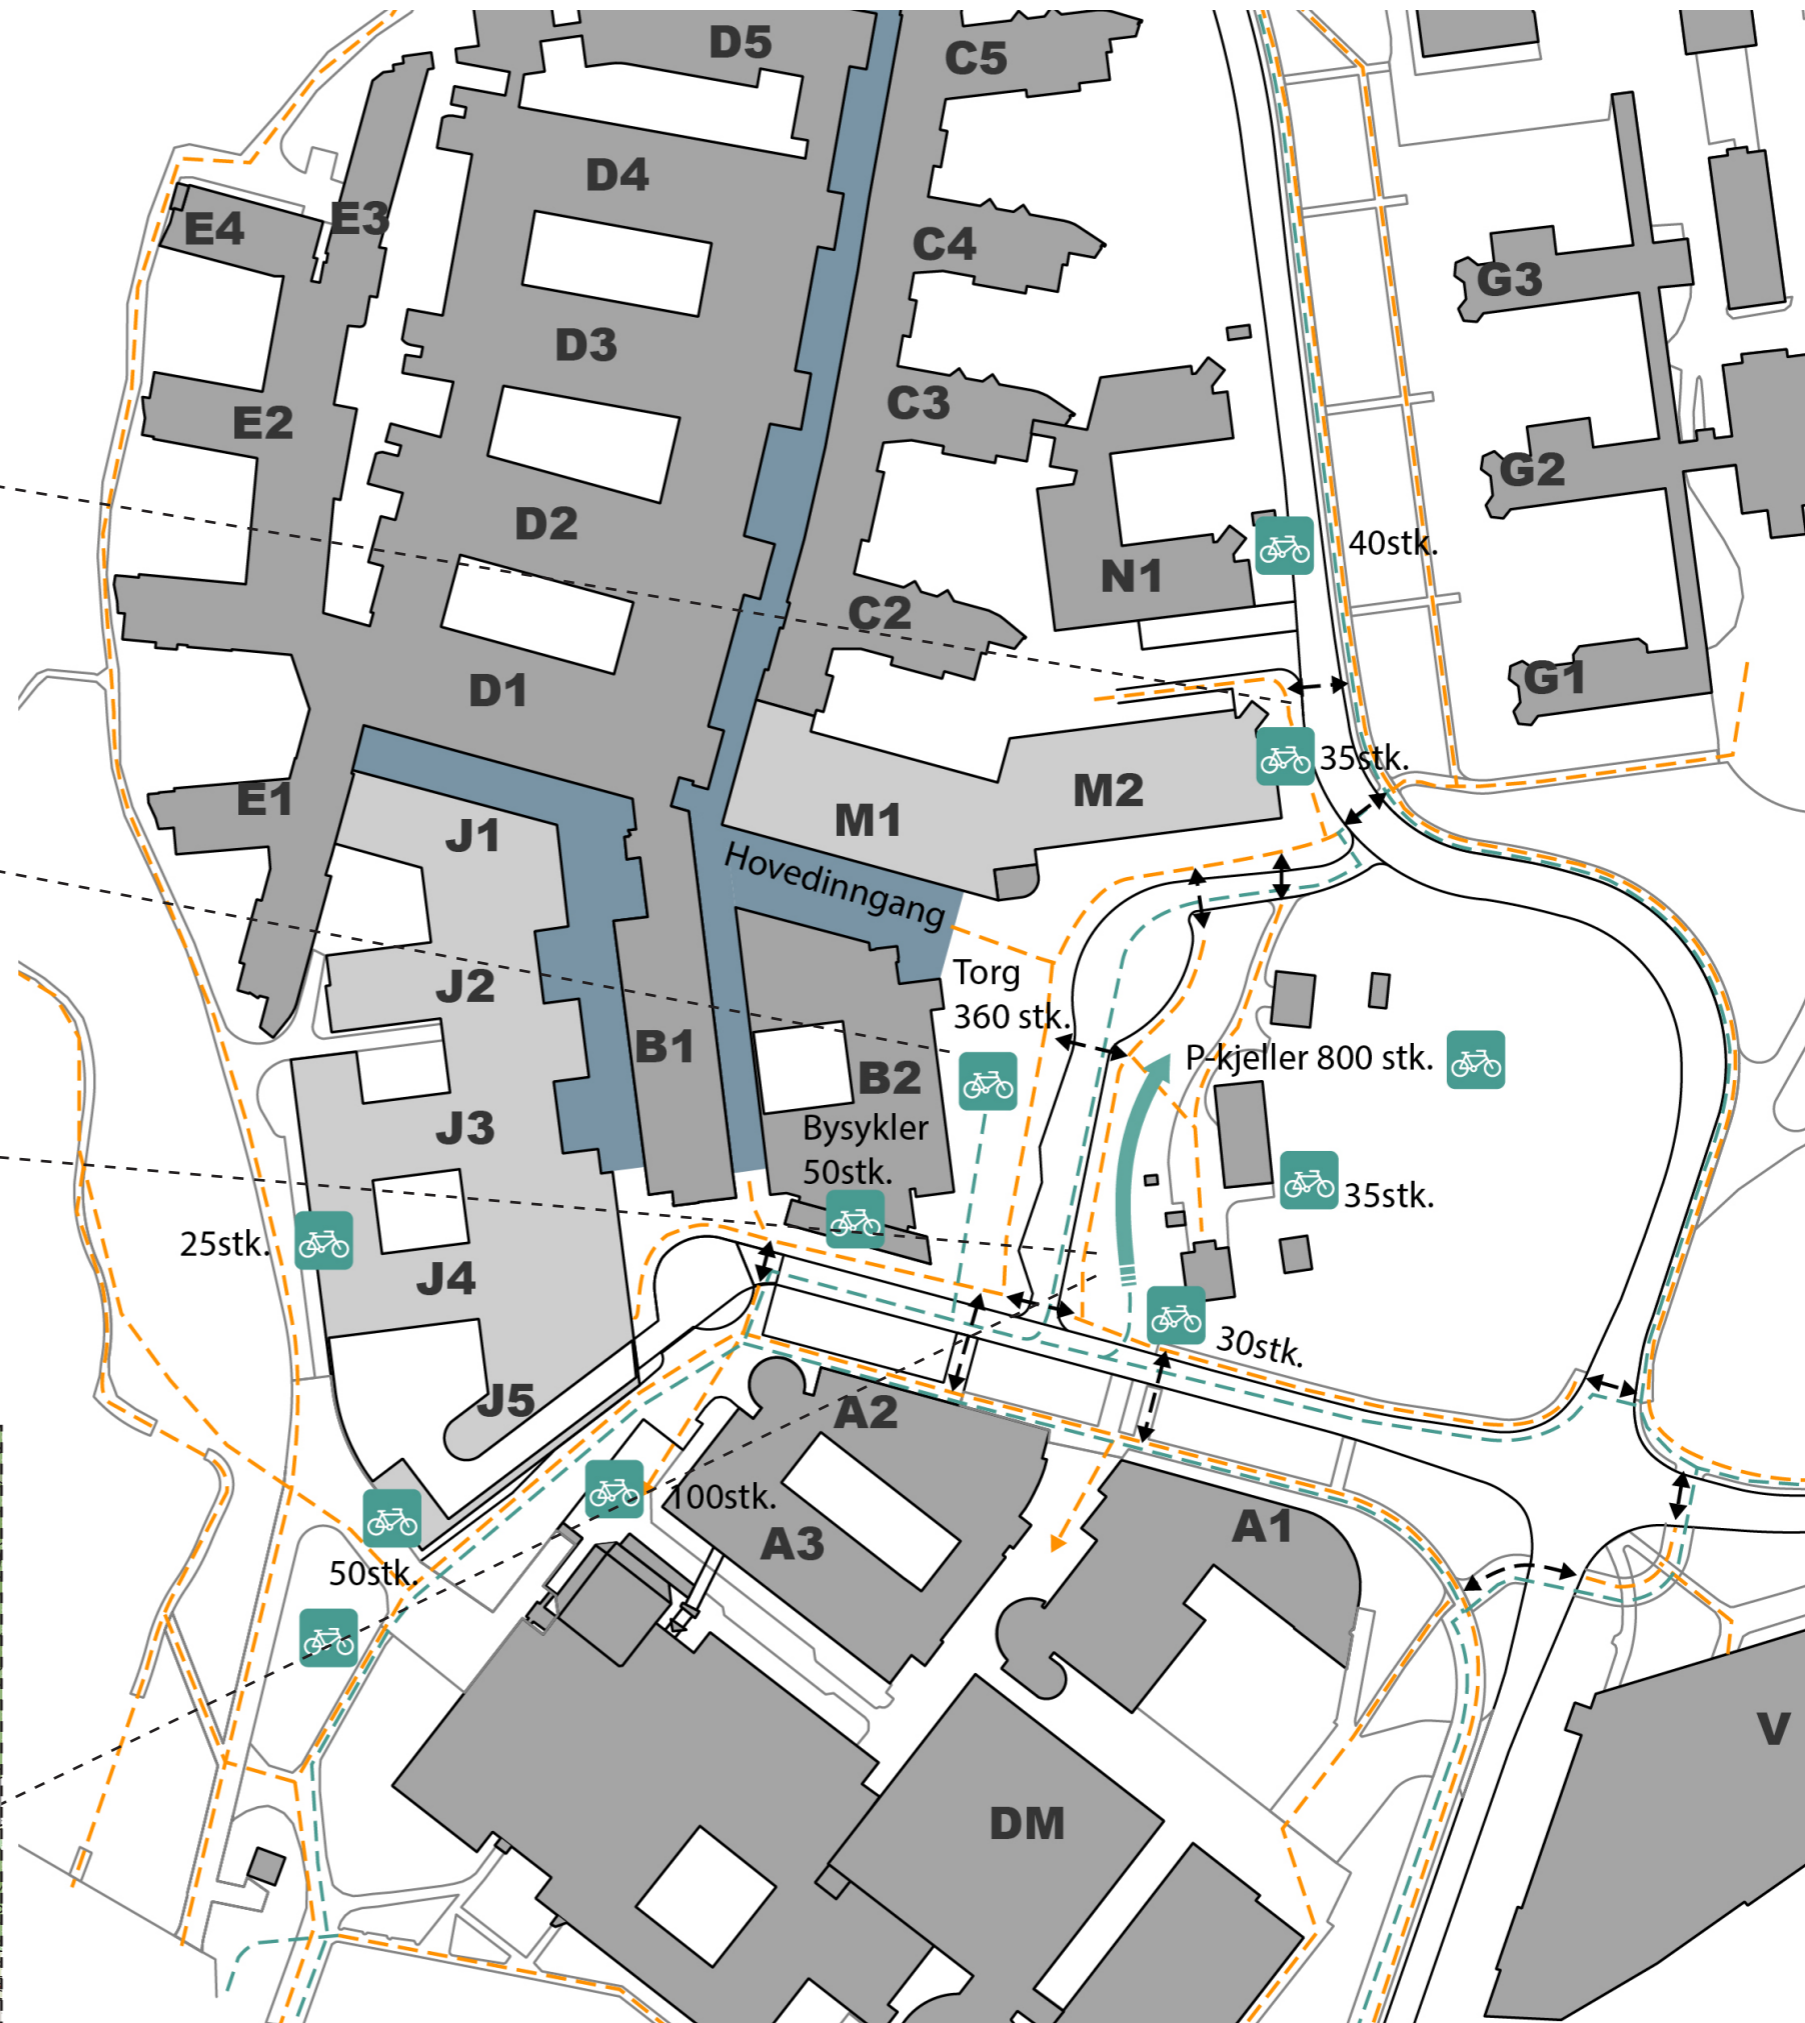 D5
C5
D4
E4
E3
C4
G3
D3
C3
E2
G2
D2
40stk.
N1
C2
G1
D1
35stk.
M2
E1
M1
J1
Hovedinngang
Torg
360 stk.
J2
B1
P-kjeller 800 stk.
B2
Bysykler
50stk.
J3
35stk.
25stk.
J4
30stk.
J5
A2
100stk.
A3
A1
50stk.
V
DM